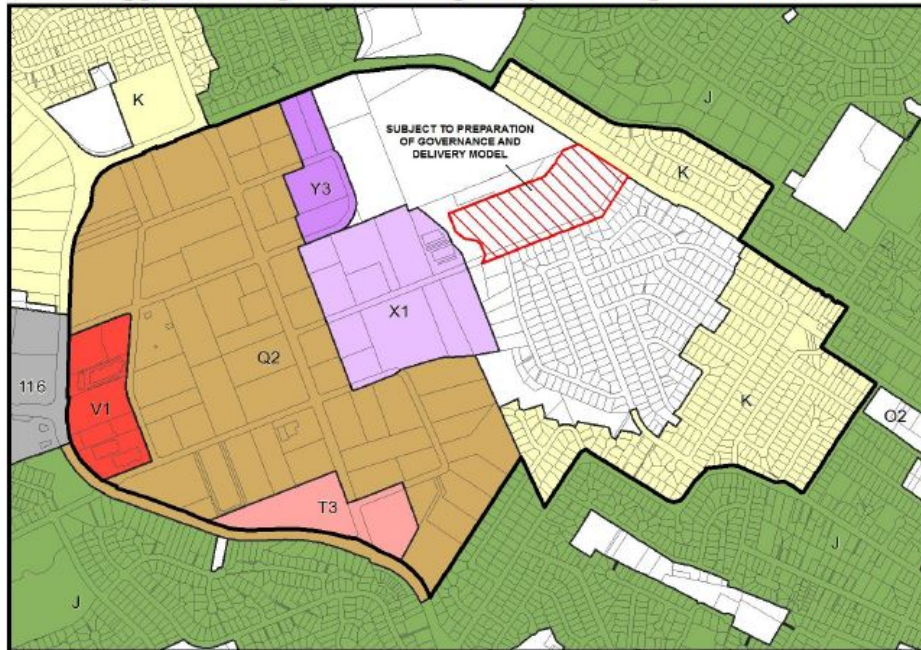 K
J
SUBJECT TO PREPARATION
OF GOVERNANCE AND
DELIVERY MODEL
Y3
K
X1
Q2
116
V1
K
O2
T3
J
J